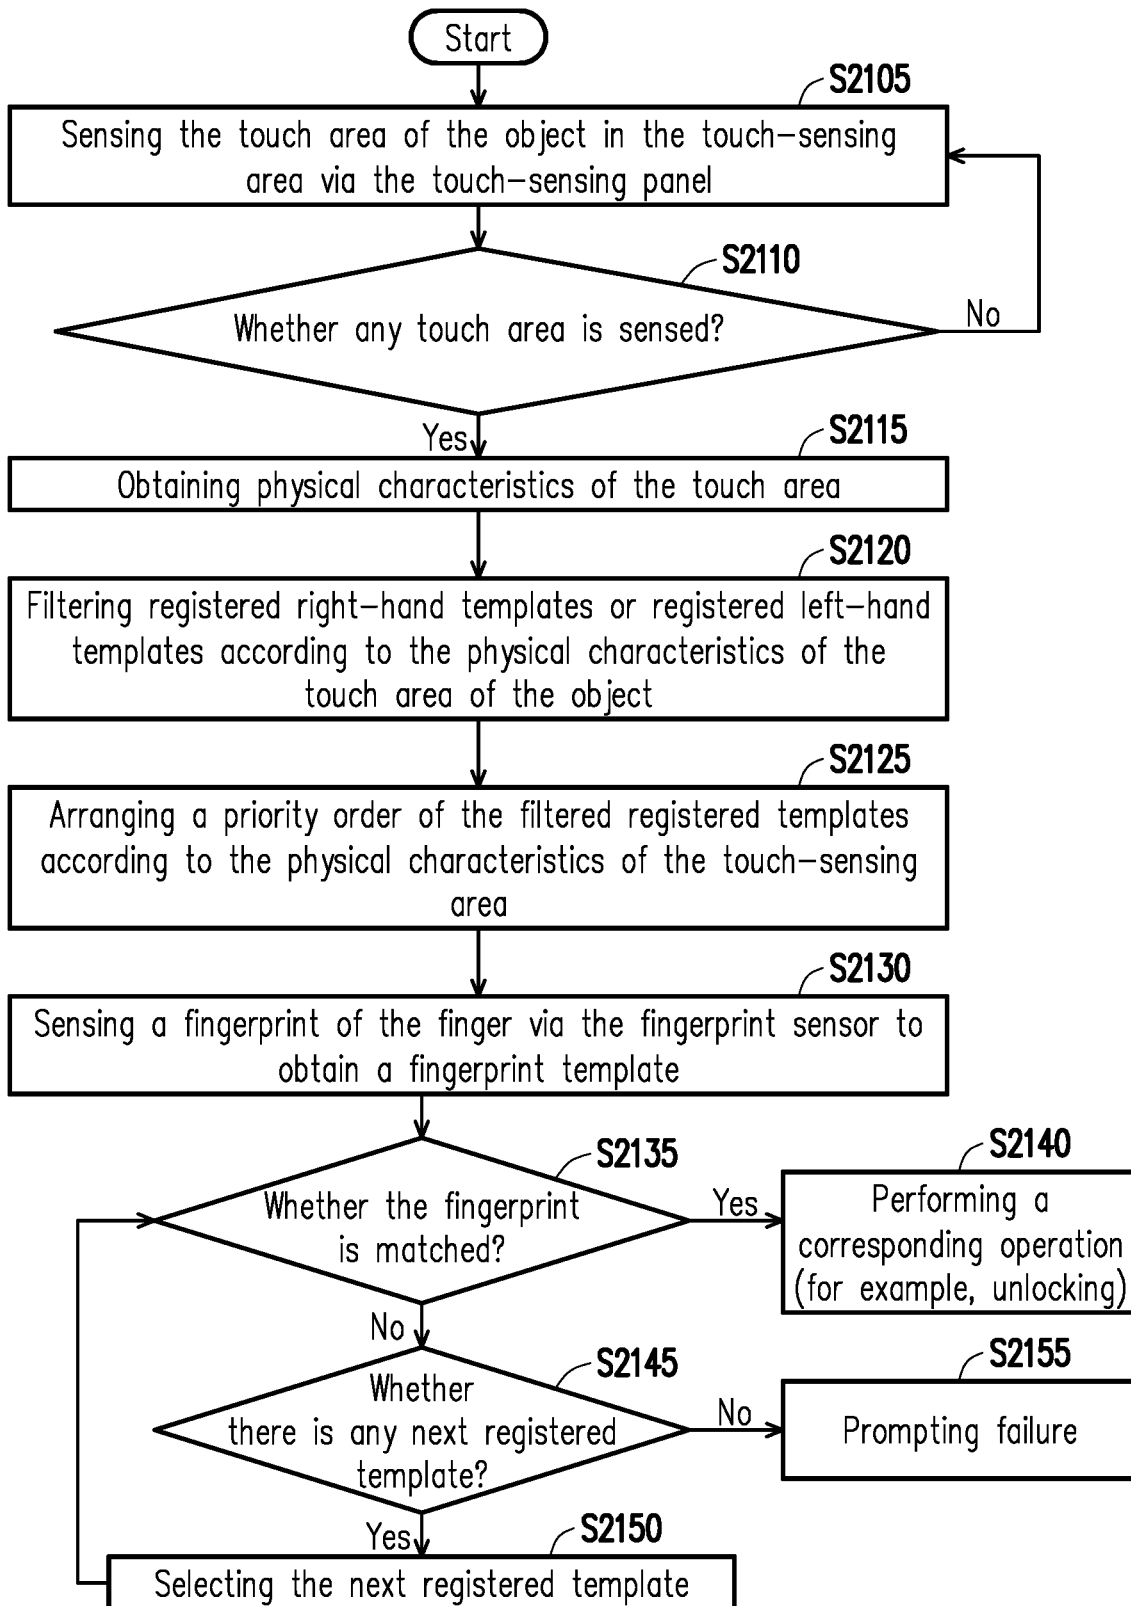 Start
S2105
Sensing the touch area of the object in the touch-sensing
area via the touch-sensing panel
S2110
Whether any touch area is sensed?
No
Yes
S2115
Obtaining physical characteristics of the touch area
S2120
Filtering registered right-hand templates or registered left-hand
templates according to the physical characteristics of the
touch area of the object
S2125
Arranging a priority order of the filtered registered templates
according to the physical characteristics of the touch-sensing
area
S2130
Sensing a fingerprint of the finger via the fingerprint sensor to
obtain a fingerprint template
S2135
Whether the fingerprint
is matched?
Yes
S2140
Performing a
corresponding operation
(for example, unlocking)
No
S2145
Whether
there is any next registered
template?
No
S2155
Prompting failure
Yes
S2150
Selecting the next registered template